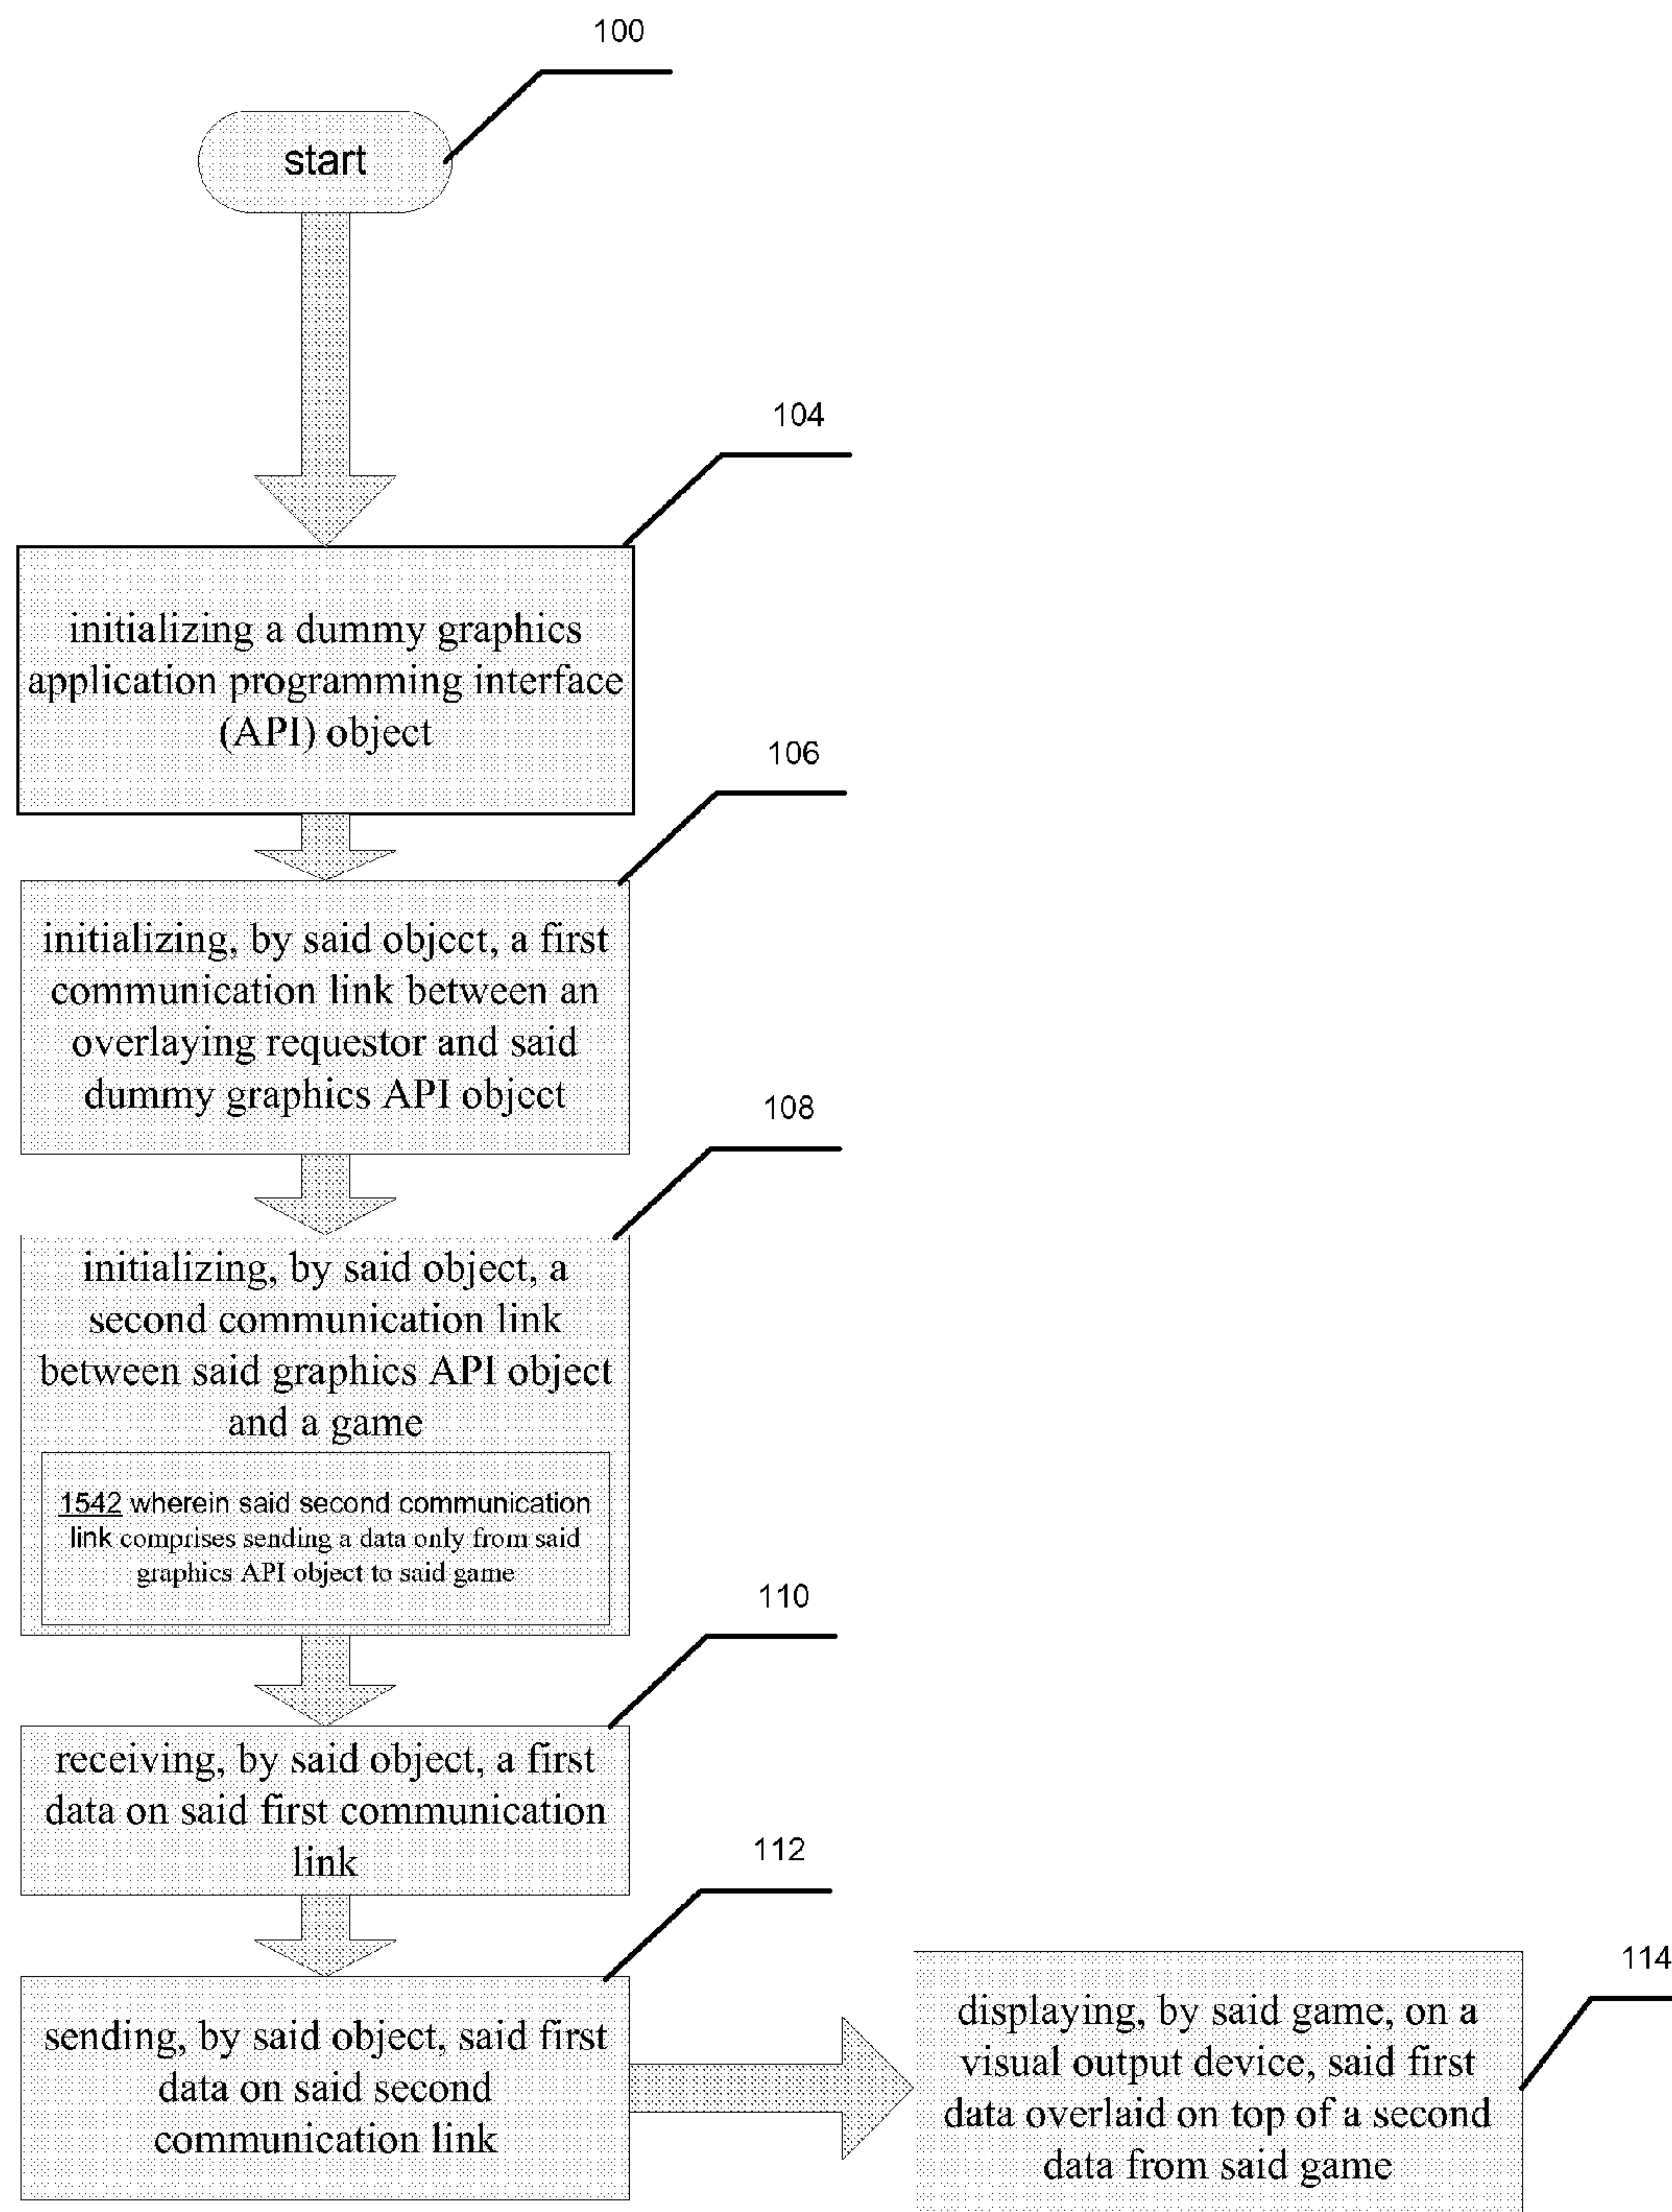 100
start
104
initializing a dummy graphics
application programming interface
(API) object
106
initializing, by said object, a first
communication link between an
overlaying requestor and said
dummy graphics API object
108
initializing, by said object, a
second communication link
between said graphics API object
and a game
1542 wherein said second communication
link comprises sending a data only from said
graphics API object to said game
110
receiving, by said object, a first
data on said first communication
link
112
sending, by said object, said first
data on said second
communication link
114
displaying, by said game, on a
visual output device, said first
data overlaid on top of a second
data from said game